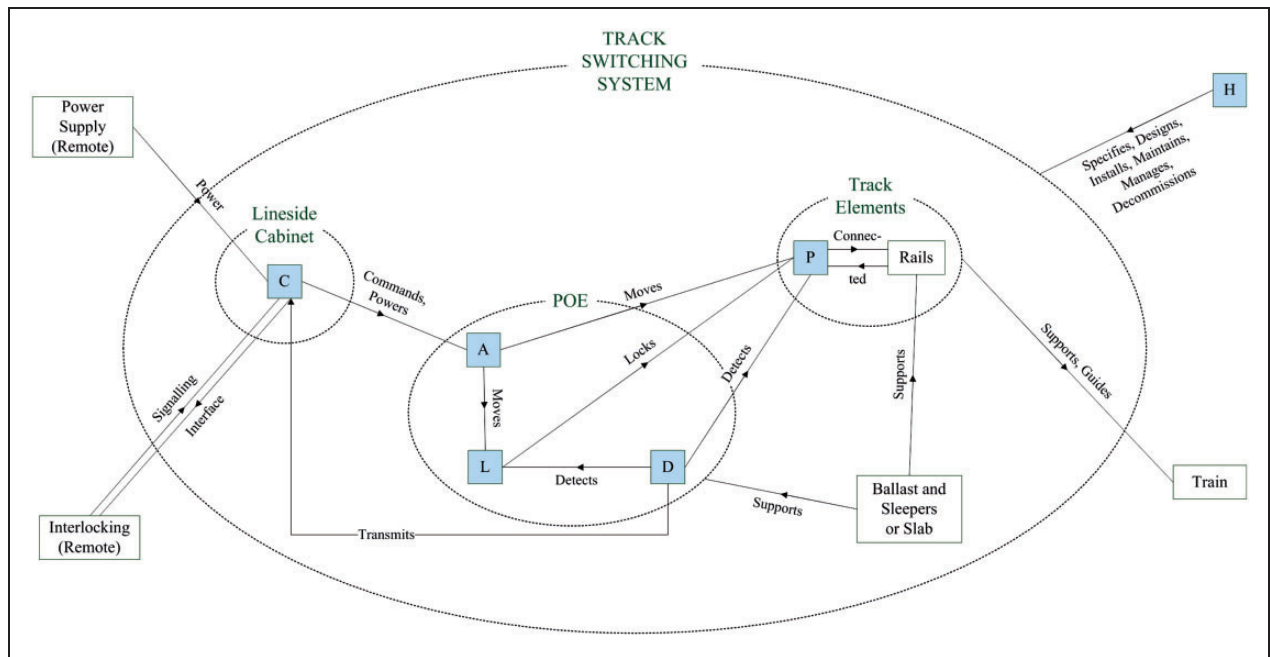 TRACK
SWITCHING
SYSTEM
Power
Supply
(Remote)
H
Specifies, Designs,
Installs, Maintains,
Manages,
Decommissions
Power
Lineside
Cabinet
C
Commands,
Powers
Track
Elements
P
Connec-
ted
Rails
POE
Moves
A
Locks
Detects
Moves
Supports
Supports, Guides
Signalling
Interface
L
Detects
D
Supports
Ballast and
Sleepers
or Slab
Train
Interlocking
(Remote)
Transmits